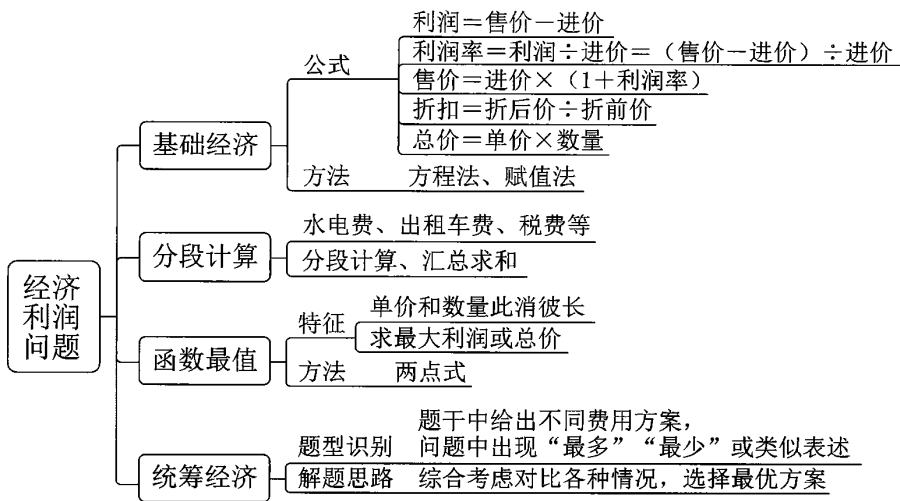 经济
利润
问题
基础经济
公式
利润=售价-进价
利润率=利润÷进价=(售价-进价)÷进价
售价=进价×(1+利润率)
折扣=折后价÷折前价
总价=单价×数量
方法 方程法、赋值法
分段计算
水电费、出租车费、税费等
分段计算、汇总求和
函数最值
特征
单价和数量此消彼长
求最大利润或总价
方法 两点式
统筹经济
题型识别
题干中给出不同费用方案,
问题中出现“最多”“最少”或类似表述
解题思路 综合考虑对比各种情况,选择最优方案